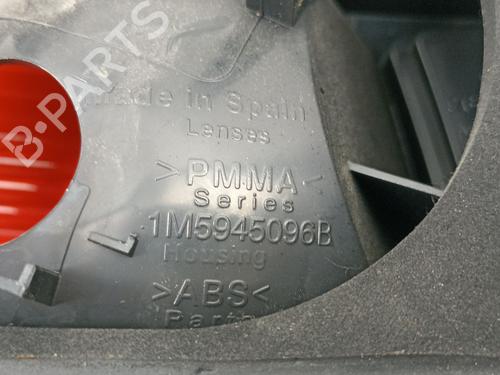 B-PARTS
Made in Spain
Lenses
>PMMA<
Series
1M5945096B
L
Housing
>ABS<